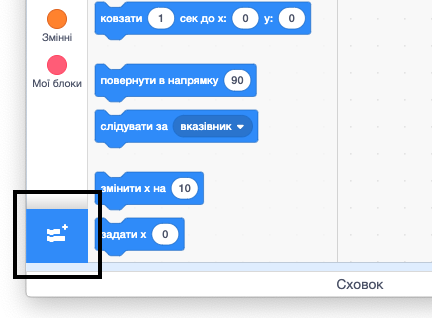 ковзати 1 сек до x: 0 y: 0
Змінні
Мої блоки
повернути в напрямку 90
слідувати за вказівник
змінити x на 10
задати x 0
Сховок